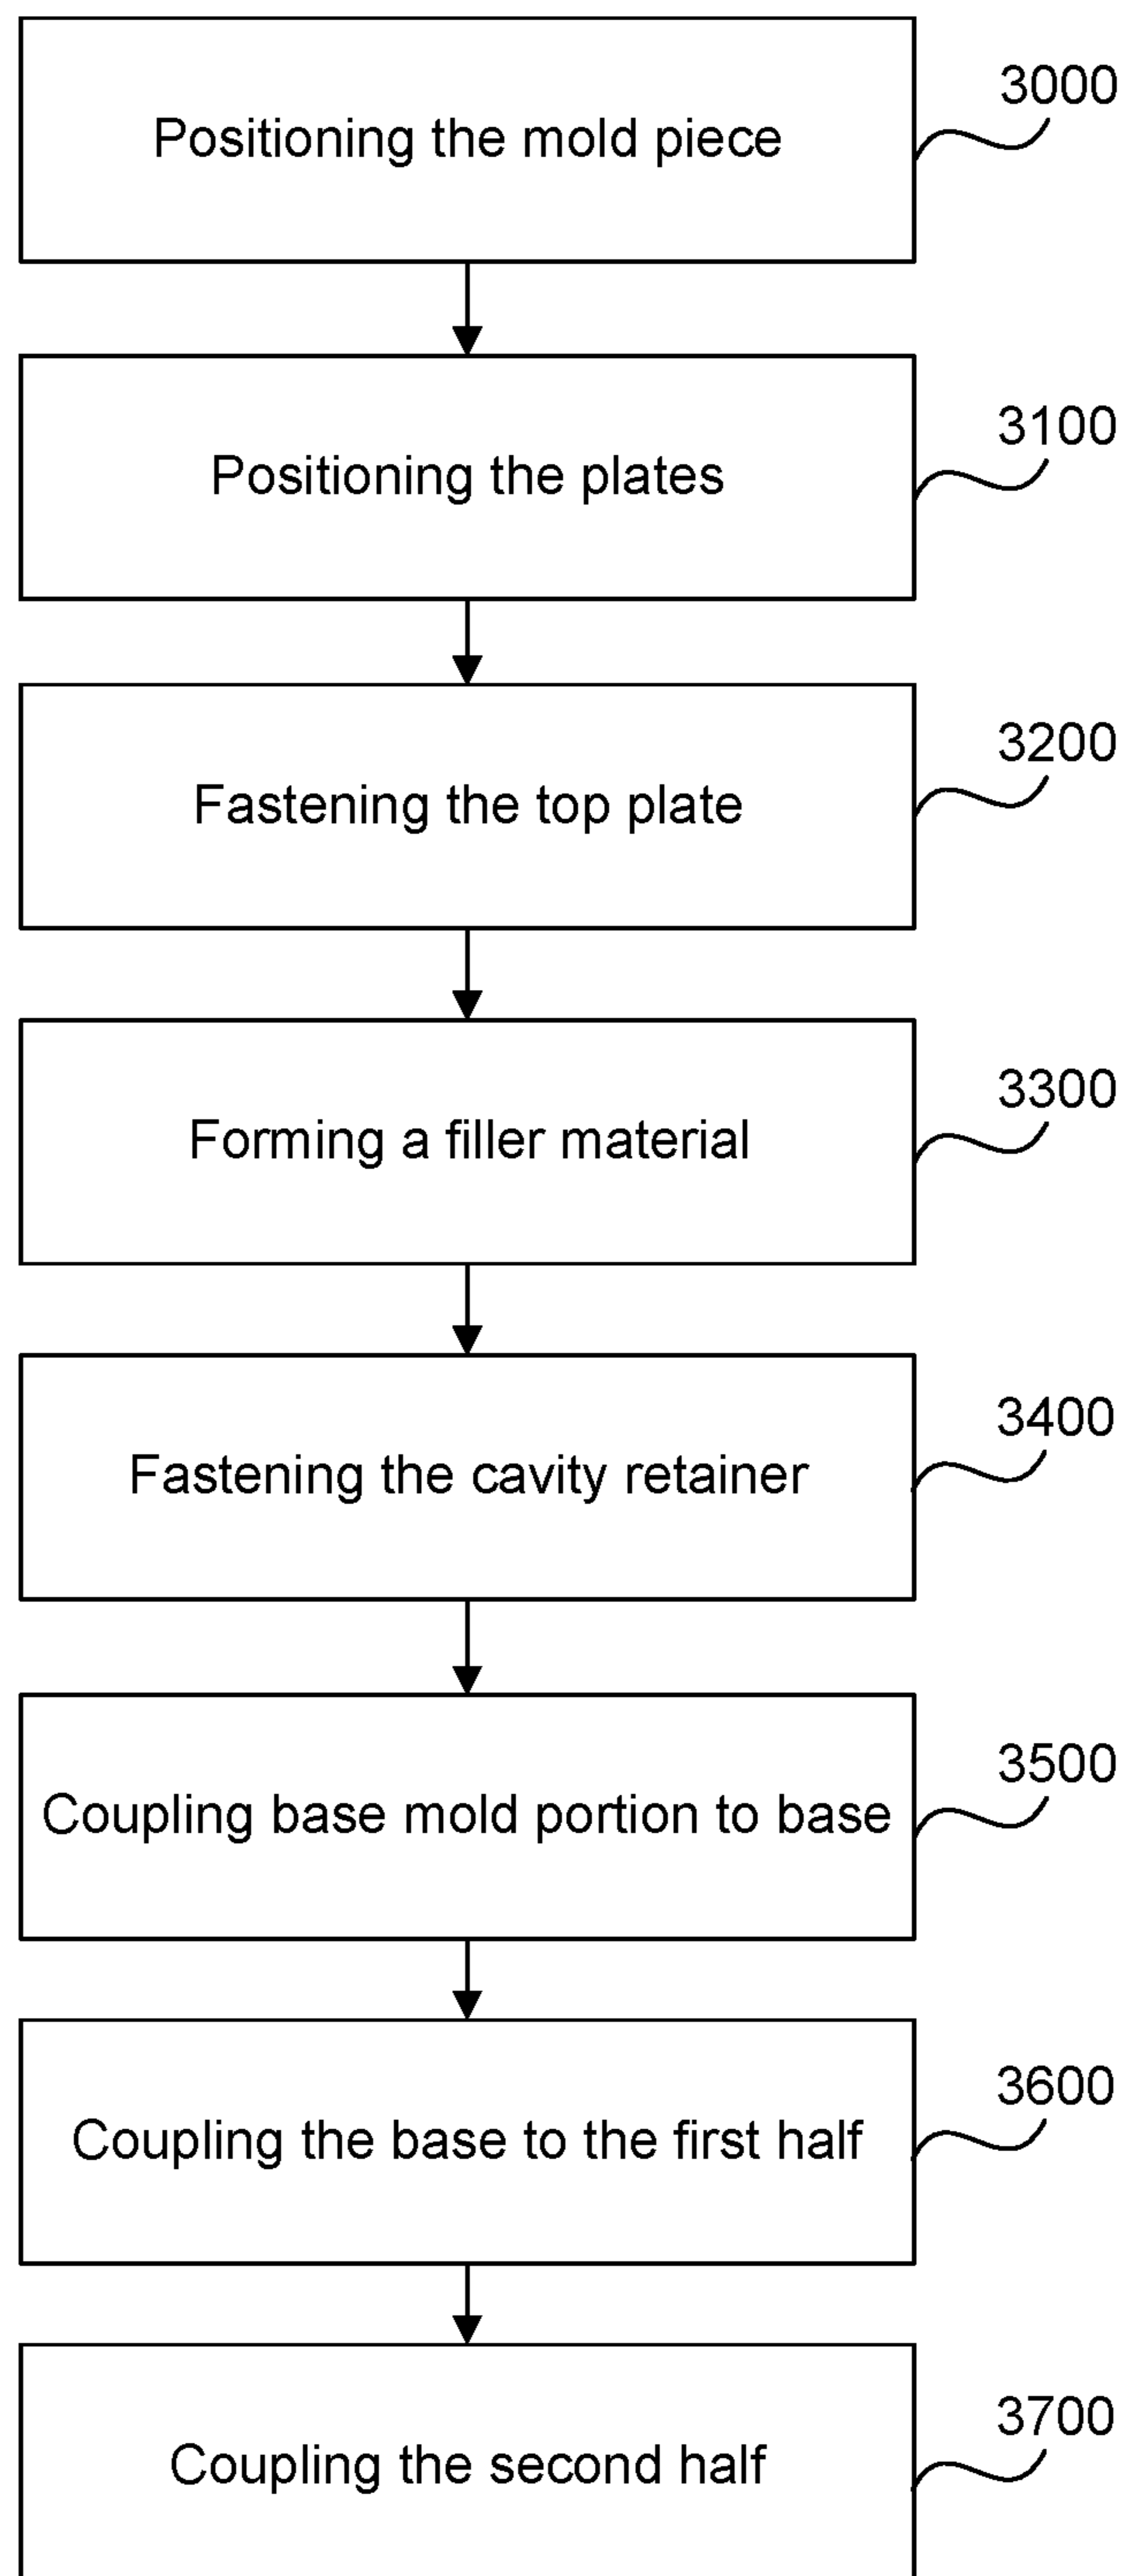 Positioning the mold piece
3000
Positioning the plates
3100
Fastening the top plate
3200
Forming a filler material
3300
Fastening the cavity retainer
3400
Coupling base mold portion to base
3500
Coupling the base to the first half
3600
Coupling the second half
3700